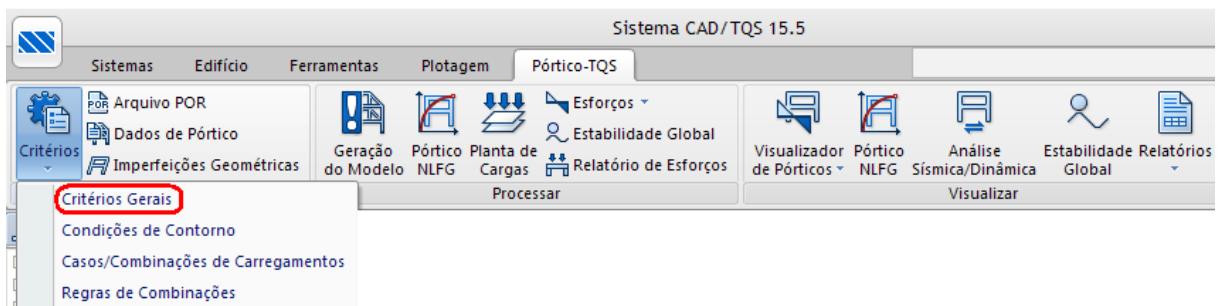 Sistema CAD/TQS 15.5
Sistemas Edifício Ferramentas Plotagem Pórtico-TQS
Critérios
Arquivo POR
Dados de Pórtico
Imperfeições Geométricas
Geração
do Modelo
Pórtico
NLFG
Planta de
Cargas
Esforços
Estabilidade Global
Relatório de Esforços
Processar
Visualizador
de Pórticos
Pórtico
NLFG
Análise
Sísmica/Dinâmica
Estabilidade
Global
Relatórios
Visualizar
Critérios Gerais
Condições de Contorno
Casos/Combinações de Carregamentos
Regras de Combinações